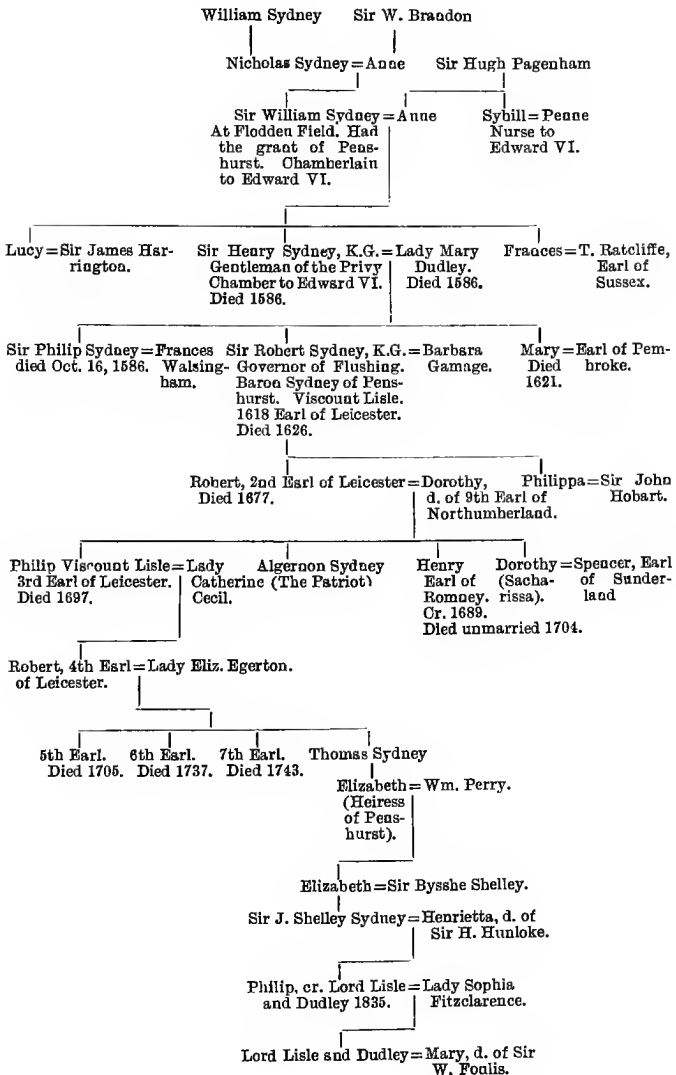 William Sydney Sir W. Brandon
Nicholas Sydney = Anne Sir Hugh Pagenham
Sir William Sydney = Anne Sybill = Penne
At Flodden Field. Had Nurse to
the grant of Pens- Edward VI.
hurst. Chamberlain
to Edward VI.
Lucy = Sir James Har- Sir Henry Sydney, K.G. = Lady Mary Frances = T. Ratcliffe,
rington. Gentleman of the Privy Dudley. Earl of
Chamber to Edward VI. Died 1586. Sussex.
Died 1586.
Sir Philip Sydney = Frances Sir Robert Sydney, K.G. = Barbara Mary = Earl of Pem-
died Oct. 16, 1586. Walsing- Governor of Flushing. Gamage. Died broke.
ham. Baron Sydney of Pens- 1621.
hurst. Viscount Lisle.
1618 Earl of Leicester.
Died 1626.
Robert, 2nd Earl of Leicester = Dorothy, Philippa = Sir John
Died 1677. d. of 9th Earl of Hobart.
Northumberland.
Philip Viscount Lisle = Lady Algernon Sydney Henry Dorothy = Spencer, Earl
3rd Earl of Leicester. Catherine (The Patriot) Earl of (Sacha- of Sunder-
Died 1697. Cecil. Romney. rissa). land
Cr. 1689.
Died unmarried 1704.
Robert, 4th Earl = Lady Eliz. Egerton.
of Leicester.
5th Earl. 6th Earl. 7th Earl. Thomas Sydney
Died 1705. Died 1737. Died 1743.
Elizabeth = Wm. Perry.
(Heiress
of Pens-
hurst).
Elizabeth = Sir Bysshe Shelley.
Sir J. Shelley Sydney = Henrietta, d. of
Sir H. Hunloke.
Philip, cr. Lord Lisle = Lady Sophia
and Dudley 1835. Fitzclarence.
Lord Lisle and Dudley = Mary, d. of Sir
W. Foulis.